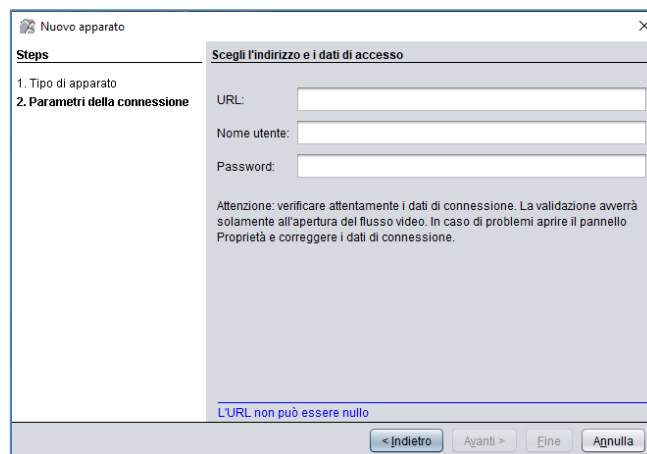 Nuovo apparato
Steps
1. Tipo di apparato
2. Parametri della connessione
Scegli l'indirizzo e i dati di accesso
URL:
Nome utente:
Password:
Attenzione: verificare attentamente i dati di connessione. La validazione avverrà
solamente all'apertura del flusso video. In caso di problemi aprire il pannello
Proprietà e correggere i dati di connessione.
L'URL non può essere nullo
< Indietro
Avanti >
Fine
Annulla